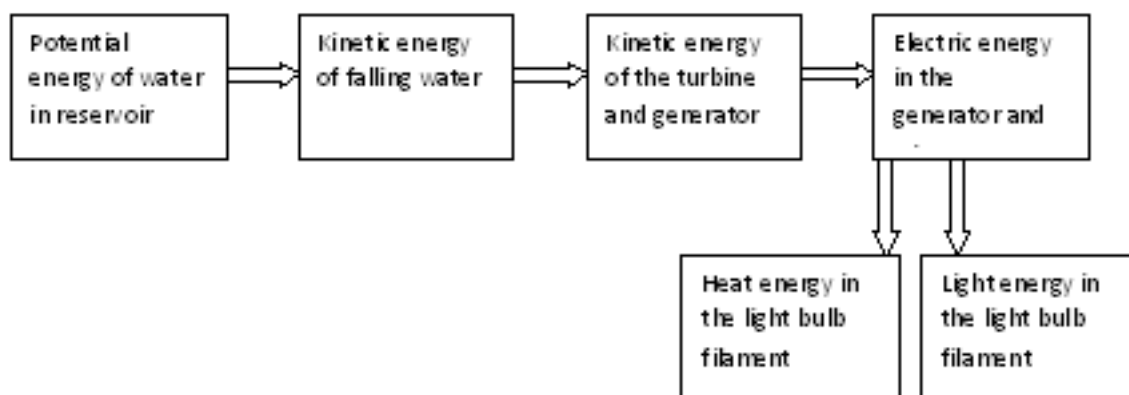 Potential
energy of water
in reservoir
Kinetic energy
of falling water
Kinetic energy
of the turbine
and generator
Electric energy
in the
generator and
Heat energy in
the light bulb
filament
Light energy in
the light bulb
filament